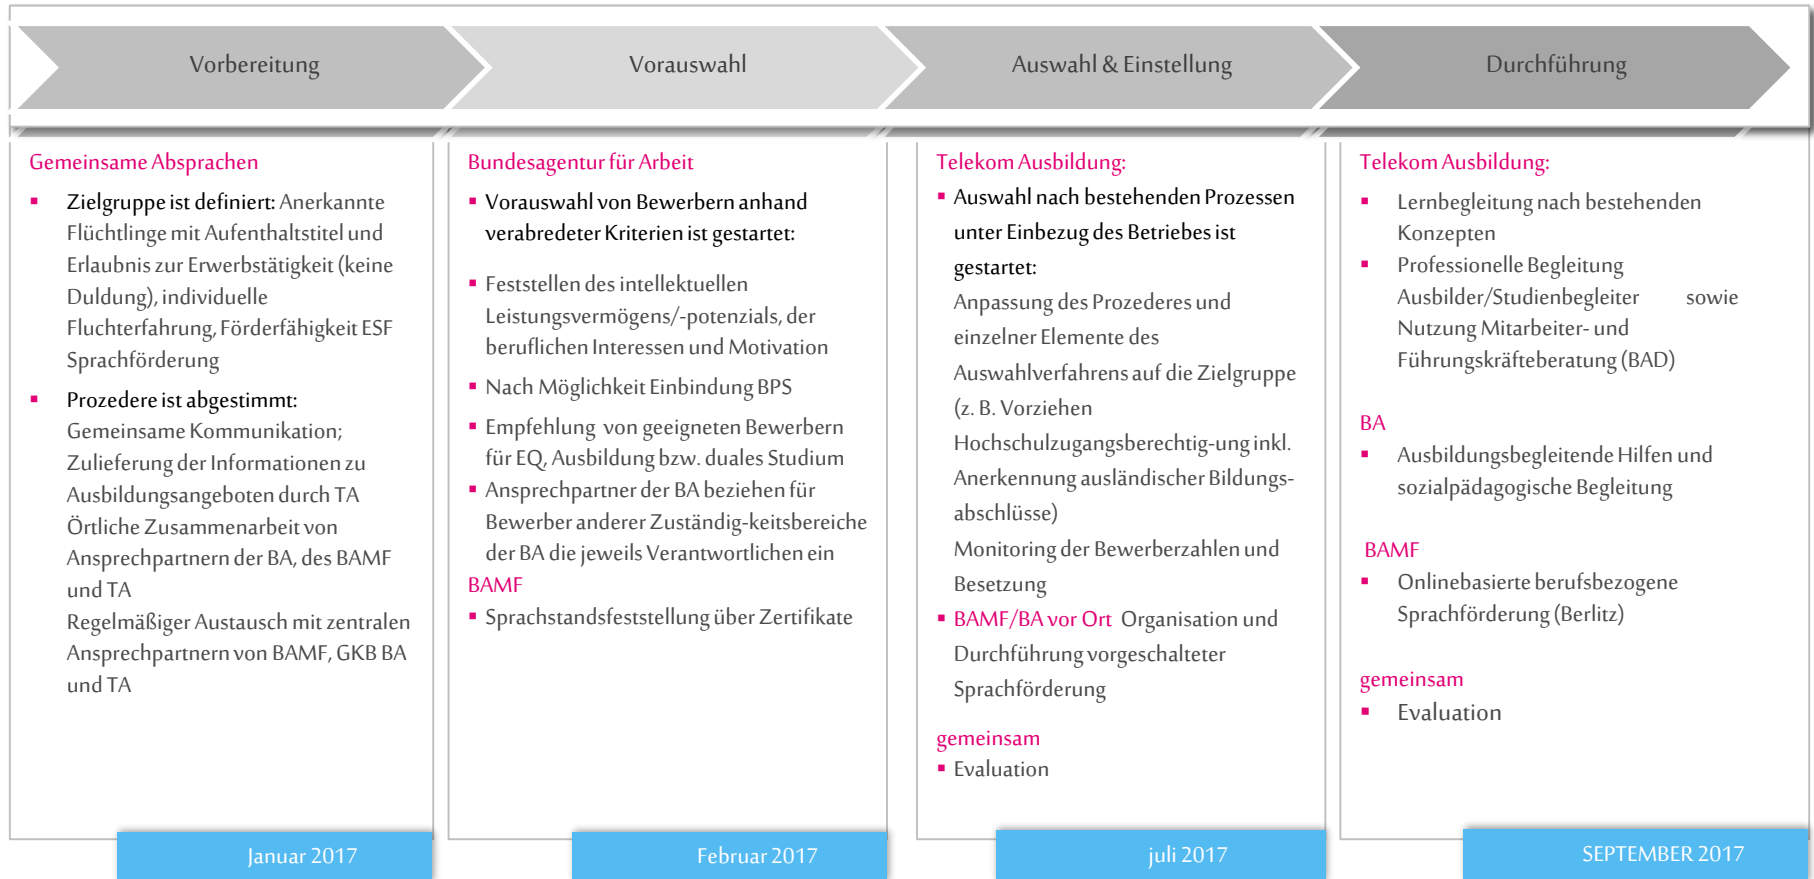 Vorbereitung
Vorauswahl
Auswahl & Einstellung
Durchführung
Gemeinsame Absprachen
▪ Zielgruppe ist definiert: Anerkannte
Flüchtlinge mit Aufenthaltstitel und
Erlaubnis zur Erwerbstätigkeit (keine
Duldung), individuelle
Fluchterfahrung, Förderfähigkeit ESF
Sprachförderung
▪ Prozedere ist abgestimmt:
Gemeinsame Kommunikation;
Zulieferung der Informationen zu
Ausbildungsangeboten durch TA
Örtliche Zusammenarbeit von
Ansprechpartnern der BA, des BAMF
und TA
Regelmäßiger Austausch mit zentralen
Ansprechpartnern von BAMF, GKB BA
und TA
Januar 2017
Bundesagentur für Arbeit
▪ Vorauswahl von Bewerbern anhand
verabredeter Kriterien ist gestartet:
▪ Feststellen des intellektuellen
Leistungsvermögens/-potenzials, der
beruflichen Interessen und Motivation
▪ Nach Möglichkeit Einbindung BPS
▪ Empfehlung von geeigneten Bewerbern
für EQ, Ausbildung bzw. duales Studium
▪ Ansprechpartner der BA beziehen für
Bewerber anderer Zuständig-keitsbereiche
der BA die jeweils Verantwortlichen ein
BAMF
▪ Sprachstandsfeststellung über Zertifikate
Februar 2017
Telekom Ausbildung:
▪ Auswahl nach bestehenden Prozessen
unter Einbezug des Betriebes ist
gestartet:
Anpassung des Prozederes und
einzelner Elemente des
Auswahlverfahrens auf die Zielgruppe
(z. B. Vorziehen
Hochschulzugangsberechtig-ung inkl.
Anerkennung ausländischer Bildungs-
abschlüsse)
Monitoring der Bewerberzahlen und
Besetzung
▪ BAMF/BA vor Ort Organisation und
Durchführung vorgeschalteter
Sprachförderung
gemeinsam
▪ Evaluation
juli 2017
Telekom Ausbildung:
▪ Lernbegleitung nach bestehenden
Konzepten
▪ Professionelle Begleitung
Ausbilder/Studienbegleiter sowie
Nutzung Mitarbeiter- und
Führungskräfteberatung (BAD)
BA
▪ Ausbildungsbegleitende Hilfen und
sozialpädagogische Begleitung
BAMF
▪ Onlinebasierte berufsbezogene
Sprachförderung (Berlitz)
gemeinsam
▪ Evaluation
SEPTEMBER 2017